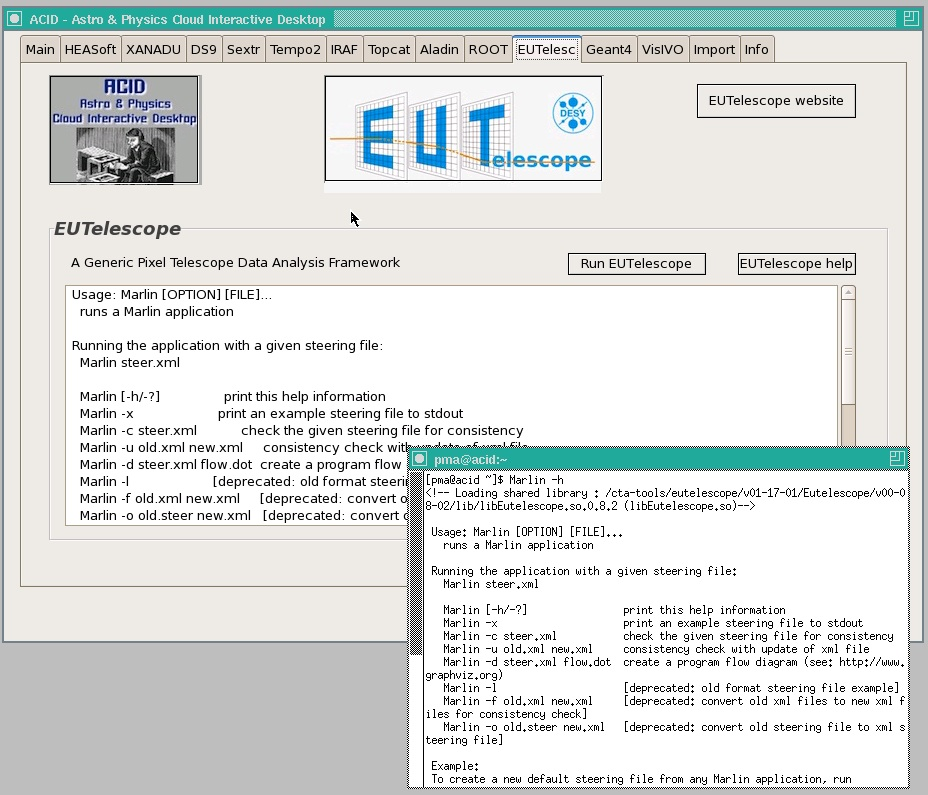 ACID - Astro & Physics Cloud Interactive Desktop
Main HEASoft XANADU DS9 Sextr Tempo2 IRAF Topcat Aladin ROOT EUTelesc Geant4 VisIVO Import Info
ACID
Astro & Physics
Cloud Interactive Desktop
EUTelescope
DESY
EUTelescope website
EUTelescope
A Generic Pixel Telescope Data Analysis Framework
Run EUTelescope
EUTelescope help
Usage: Marlin [OPTION] [FILE]...
runs a Marlin application
Running the application with a given steering file:
Marlin steer.xml
Marlin [-h/-?] print this help information
Marlin -x print an example steering file to stdout
Marlin -c steer.xml check the given steering file for consistency
Marlin -u old.xml new.xml consistency check with update of xml file
Marlin -d steer.xml flow.dot create a program flow
Marlin -l [deprecated: old format steeri
Marlin -f old.xml new.xml [deprecated: convert o
Marlin -o old.steer new.xml [deprecated: convert o
pma@acid:~
[pma@acid ~]$ Marlin -h
<!-- Loading shared library : /cta-tools/eutelescope/v01-17-01/Eutelescope/v00-0
8-02/lib/libEutelescope.so.0.8.2 (libEutelescope.so)-->
Usage: Marlin [OPTION] [FILE]...
runs a Marlin application
Running the application with a given steering file:
Marlin steer.xml
Marlin [-h/-?] print this help information
Marlin -x print an example steering file to stdout
Marlin -c steer.xml check the given steering file for consistency
Marlin -u old.xml new.xml consistency check with update of xml file
Marlin -d steer.xml flow.dot create a program flow diagram (see: http://www.
graphviz.org)
Marlin -l [deprecated: old format steering file example]
Marlin -f old.xml new.xml [deprecated: convert old xml files to new xml f
iles for consistency check]
Marlin -o old.steer new.xml [deprecated: convert old steering file to xml s
teering file]
Example:
To create a new default steering file from any Marlin application, run